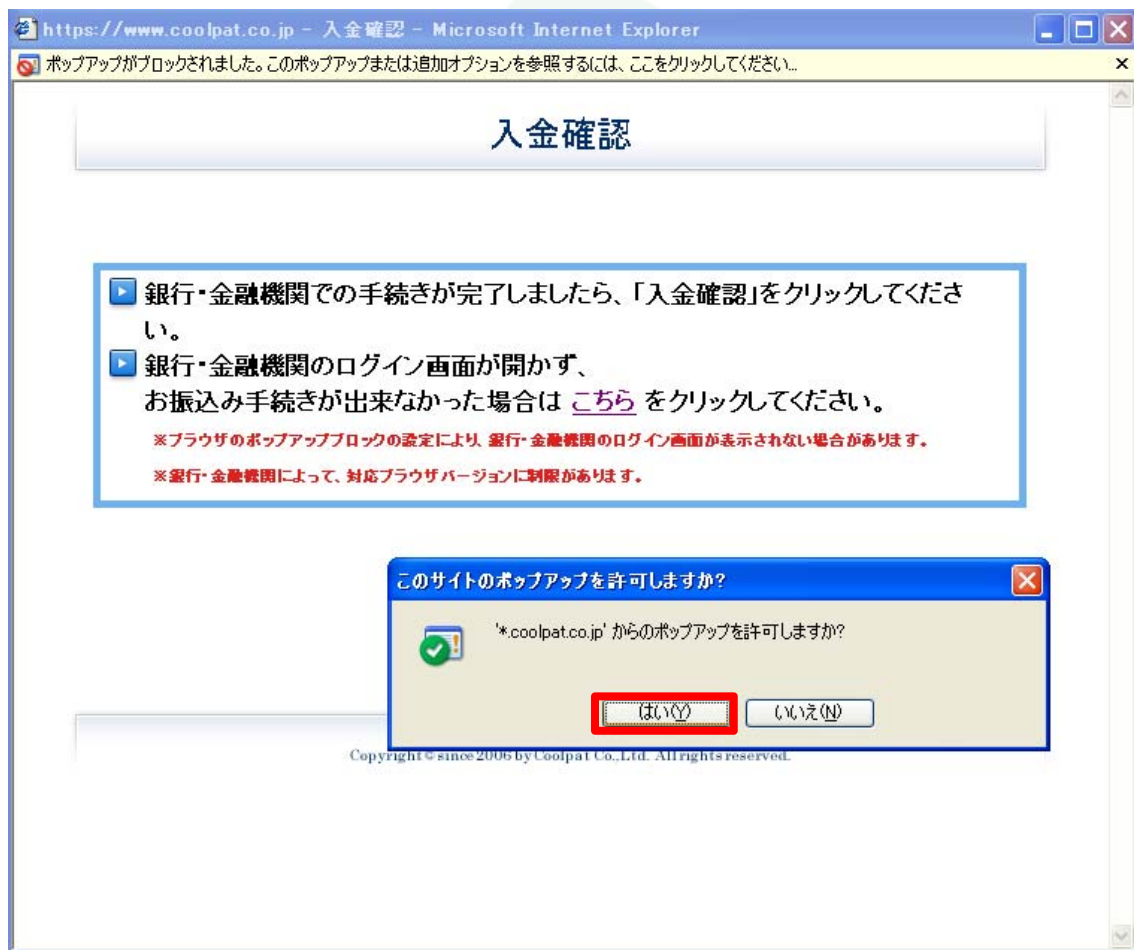 https://www.coolpat.co.jp - 入金確認 - Microsoft Internet Explorer
ポップアップがブロックされました。このポップアップまたは追加オプションを参照するには、ここをクリックしてください...
入金確認
銀行・金融機関での手続きが完了しましたら、「入金確認」をクリックしてくださ
い。
銀行・金融機関のログイン画面が開かず、
お振込み手続きが出来なかった場合は こちら をクリックしてください。
※ブラウザのポップアップブロックの設定により、銀行・金融機関のログイン画面が表示されない場合があります。
※銀行・金融機関によって、対応ブラウザバージョンに制限があります。
このサイトのポップアップを許可しますか?
'*.coolpat.co.jp' からのポップアップを許可しますか?
はい(Y) いいえ(N)
Copyright © since 2006 by Coolpat Co.,Ltd. All rights reserved.